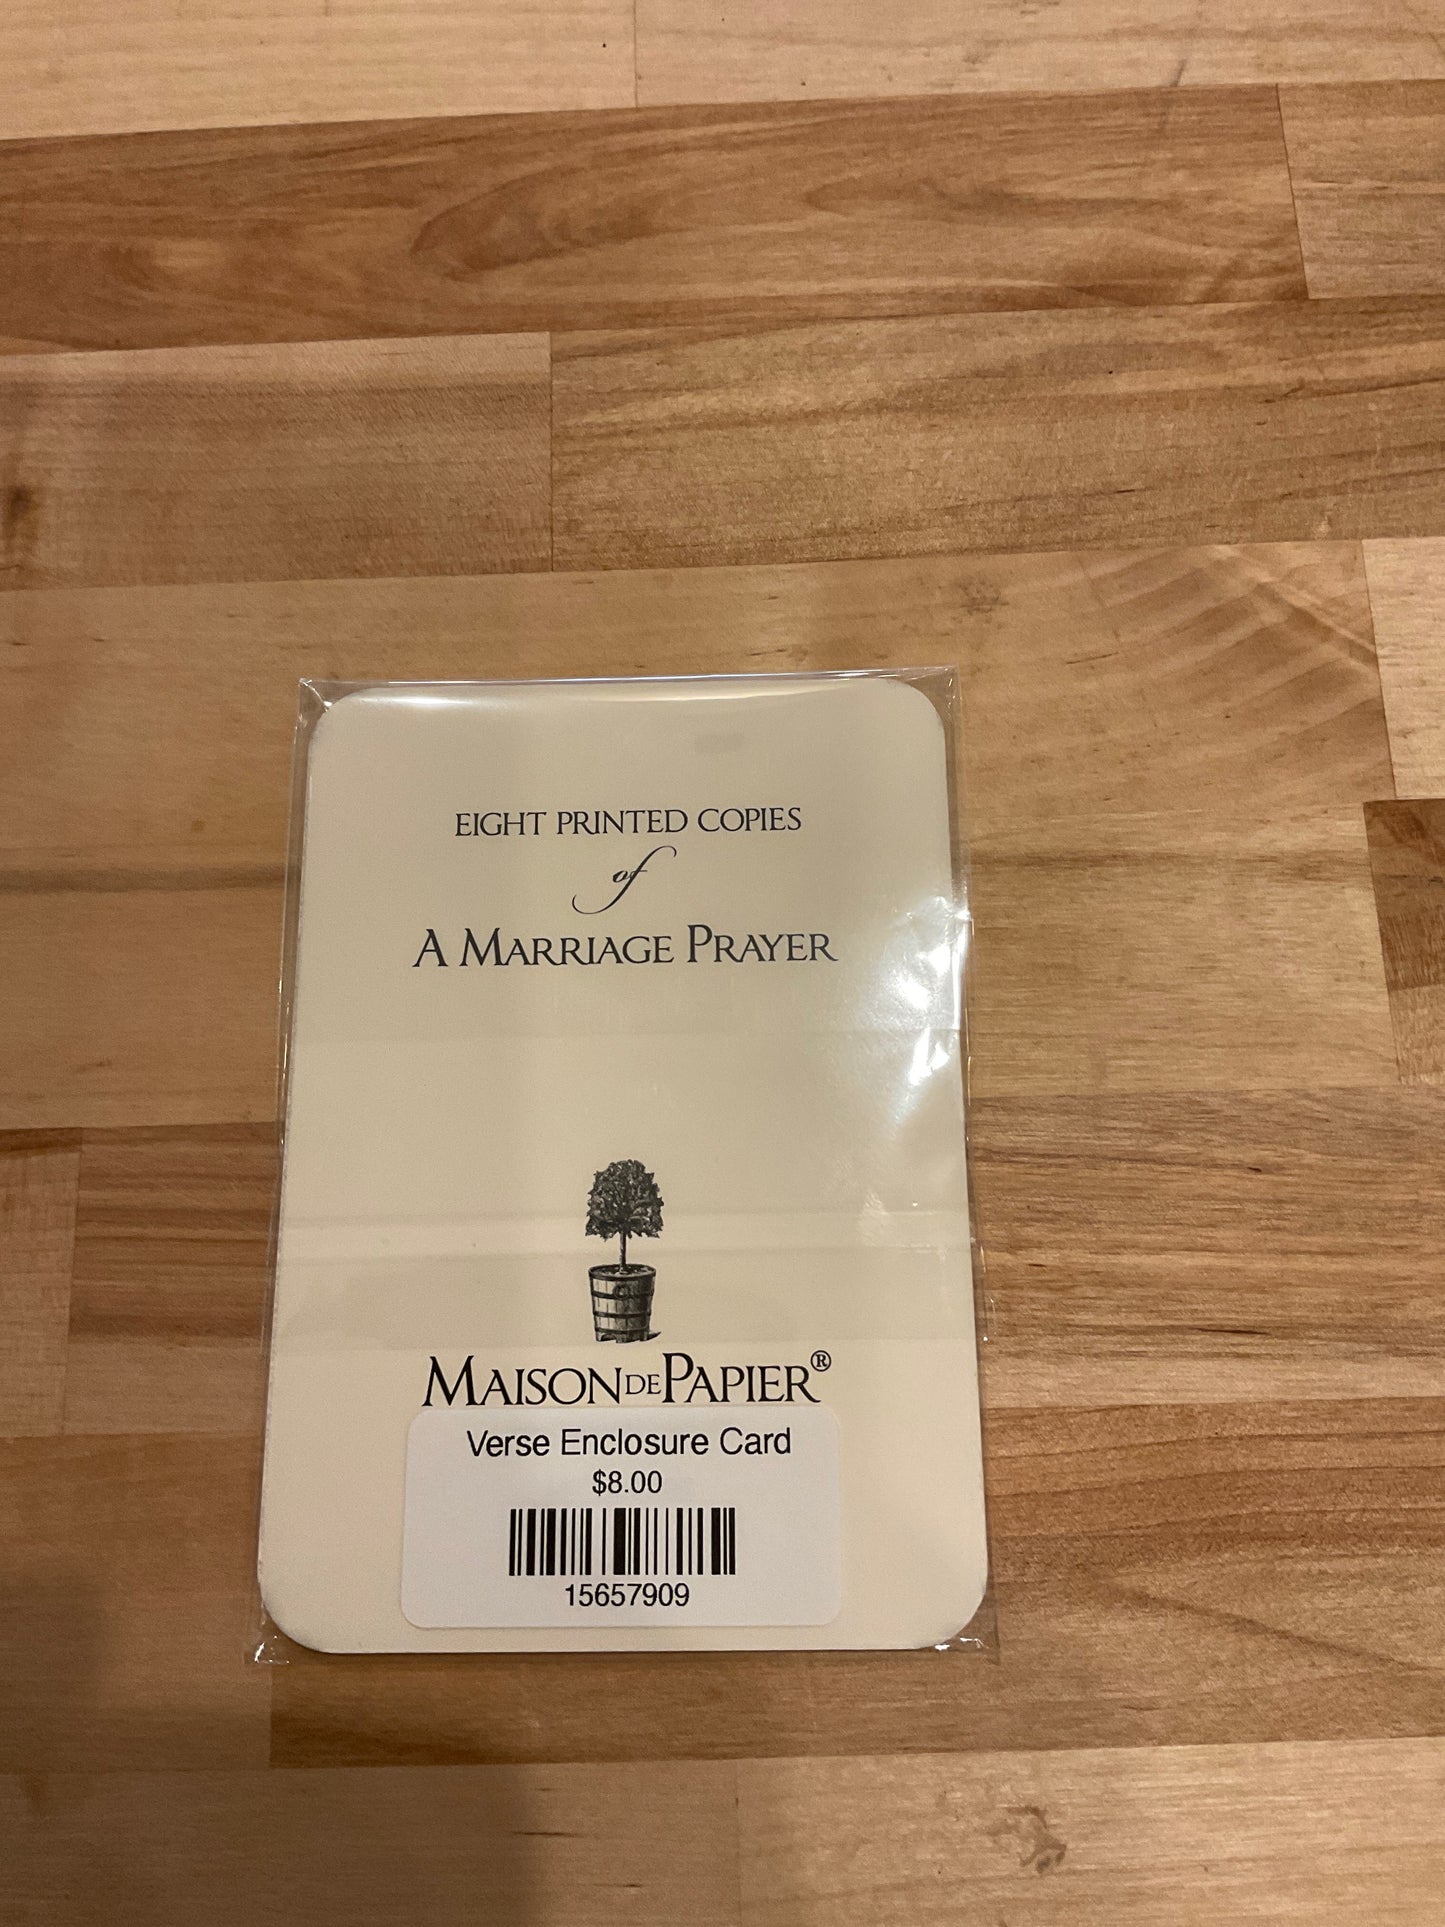 EIGHT PRINTED COPIES
of
A MARRIAGE PRAYER
MAISON DE PAPIER®
Verse Enclosure Card
$8.00
15657909